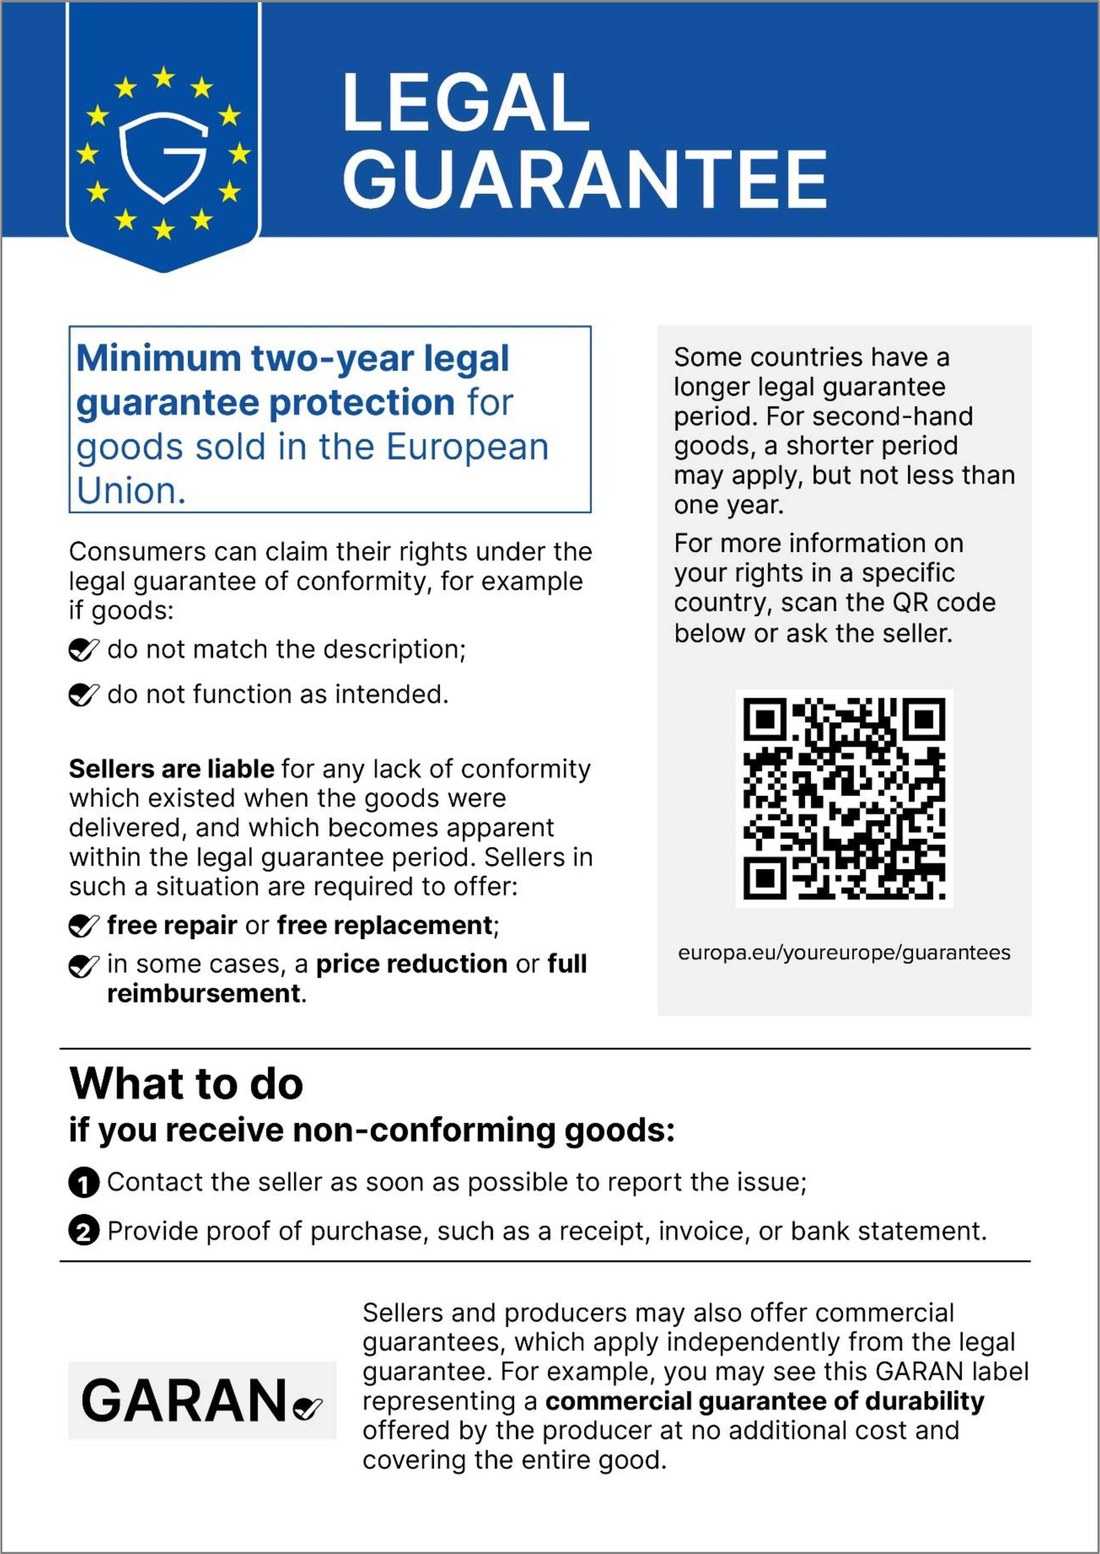 LEGAL
GUARANTEE
Minimum two-year legal
guarantee protection for
goods sold in the European
Union.
Consumers can claim their rights under the
legal guarantee of conformity, for example
if goods:
do not match the description;
do not function as intended.
Sellers are liable for any lack of conformity
which existed when the goods were
delivered, and which becomes apparent
within the legal guarantee period. Sellers in
such a situation are required to offer:
free repair or free replacement;
in some cases, a price reduction or full
reimbursement.
Some countries have a
longer legal guarantee
period. For second-hand
goods, a shorter period
may apply, but not less than
one year.
For more information on
your rights in a specific
country, scan the QR code
below or ask the seller.
europa.eu/youreurope/guarantees
What to do
if you receive non-conforming goods:
1 Contact the seller as soon as possible to report the issue;
2 Provide proof of purchase, such as a receipt, invoice, or bank statement.
GARAN
Sellers and producers may also offer commercial
guarantees, which apply independently from the legal
guarantee. For example, you may see this GARAN label
representing a commercial guarantee of durability
offered by the producer at no additional cost and
covering the entire good.